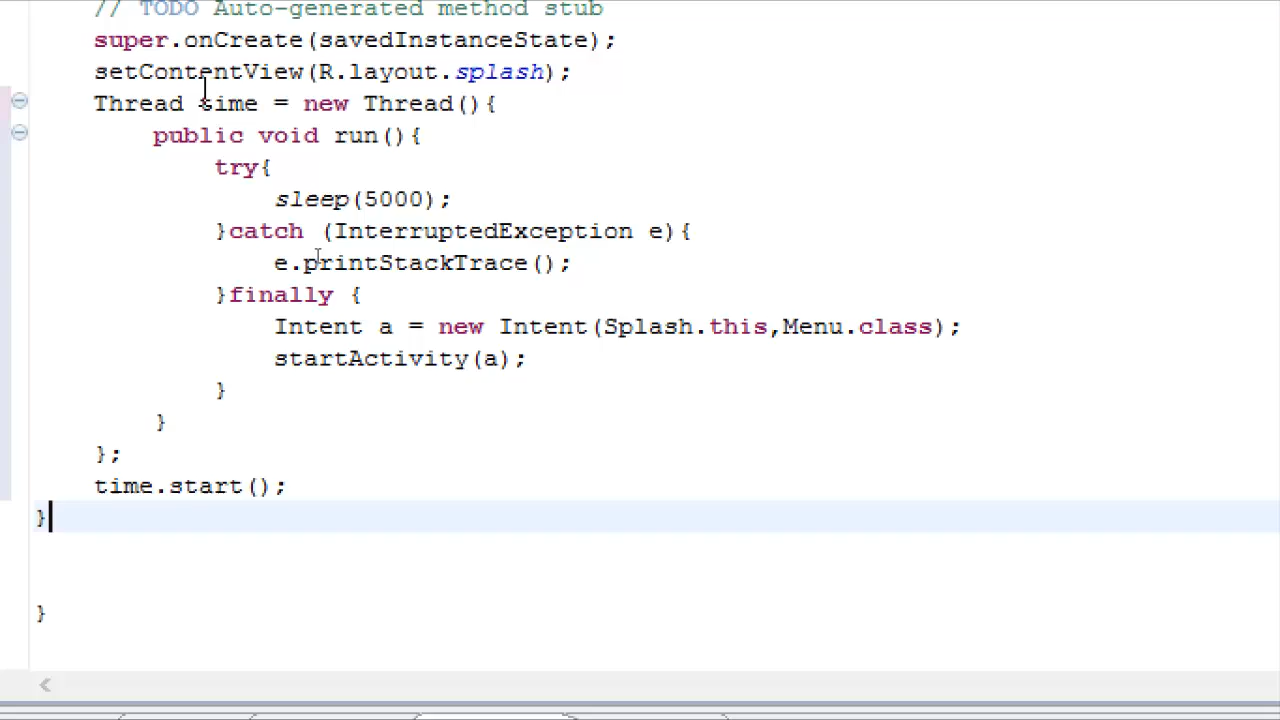 // TODO Auto-generated method stub
super.onCreate(savedInstanceState);
setContentView(R.layout.splash);
Thread time = new Thread(){
public void run(){
try{
sleep(5000);
}catch (InterruptedException e){
e.printStackTrace();
}finally {
Intent a = new Intent(Splash.this,Menu.class);
startActivity(a);
}
}
};
time.start();
}
}